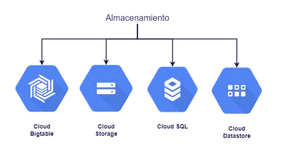 Almacenamiento
Cloud
Bigtable
Cloud
Storage
Cloud SQL
Cloud
Datastore